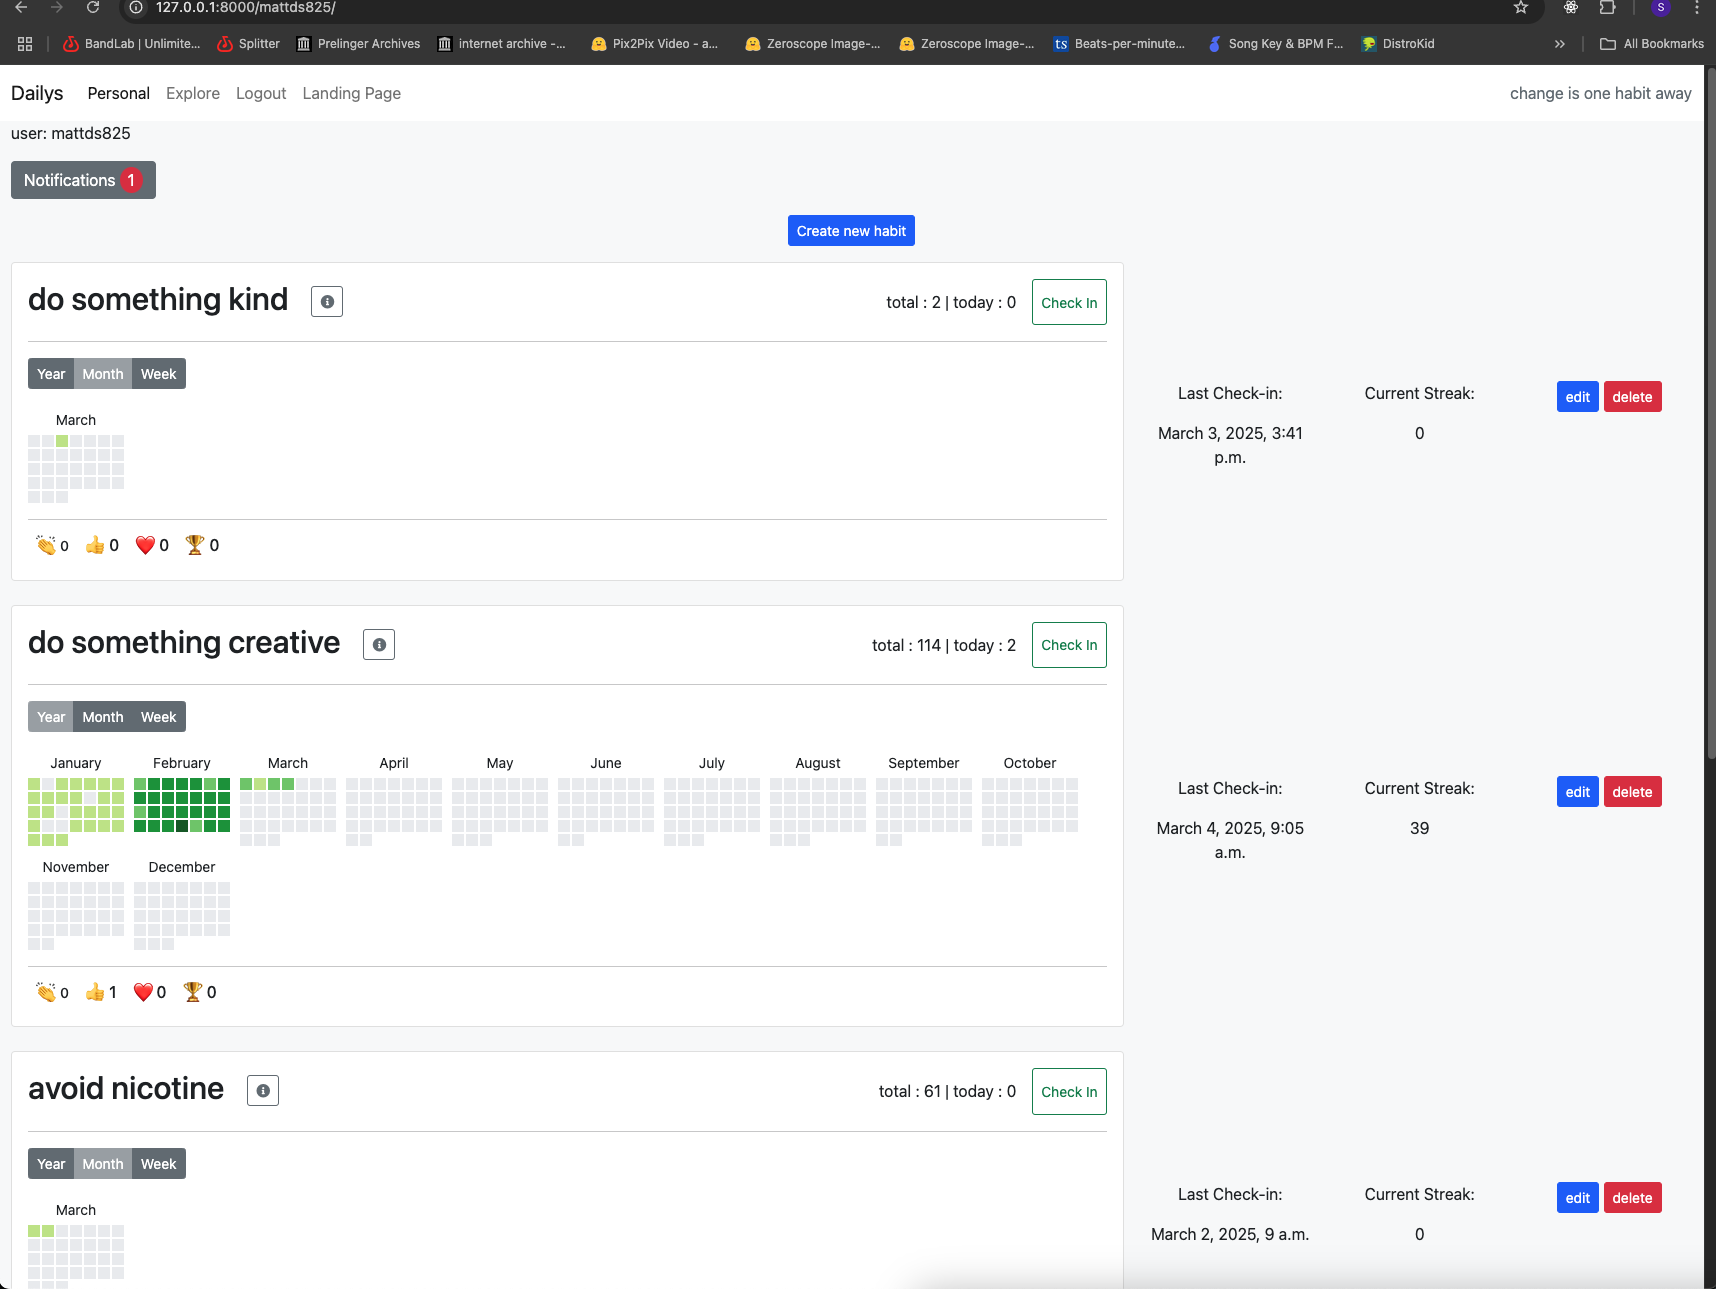 127.0.0.1:8000/mattds825/
S
BandLab | Unlimite...
Splitter
Prelinger Archives
internet archive -...
Pix2Pix Video - a...
Zeroscope Image-...
Zeroscope Image-...
ts Beats-per-minute...
Song Key & BPM F...
DistroKid
All Bookmarks
Dailys Personal Explore Logout Landing Page
change is one habit away
user: mattds825
Notifications 1
Create new habit
do something kind
total : 2 | today : 0
Check In
Year Month Week
March
👏 0 👍 0 ❤️ 0 🏆 0
Last Check-in:
March 3, 2025, 3:41
p.m.
Current Streak:
0
edit delete
do something creative
total : 114 | today : 2
Check In
Year Month Week
January February March April May June July August September October
November December
👏 0 👍 1 ❤️ 0 🏆 0
Last Check-in:
March 4, 2025, 9:05
a.m.
Current Streak:
39
edit delete
avoid nicotine
total : 61 | today : 0
Check In
Year Month Week
March
Last Check-in:
March 2, 2025, 9 a.m.
Current Streak:
0
edit delete